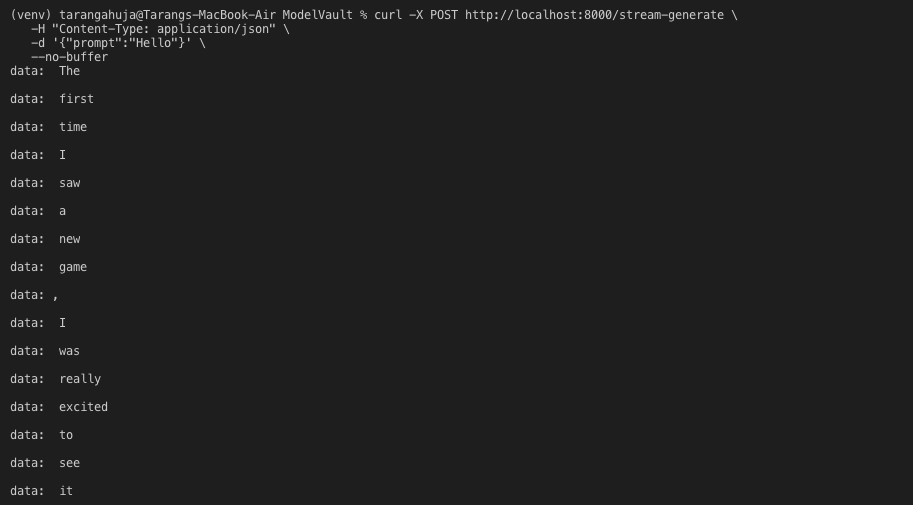 (venv) tarangahuja@Tarangs-MacBook-Air ModelVault % curl -X POST http://localhost:8000/stream-generate \
   -H "Content-Type: application/json" \
   -d '{"prompt":"Hello"}' \
   --no-buffer
data:  The
data:  first
data:  time
data:  I
data:  saw
data:  a
data:  new
data:  game
data: ,
data:  I
data:  was
data:  really
data:  excited
data:  to
data:  see
data:  it